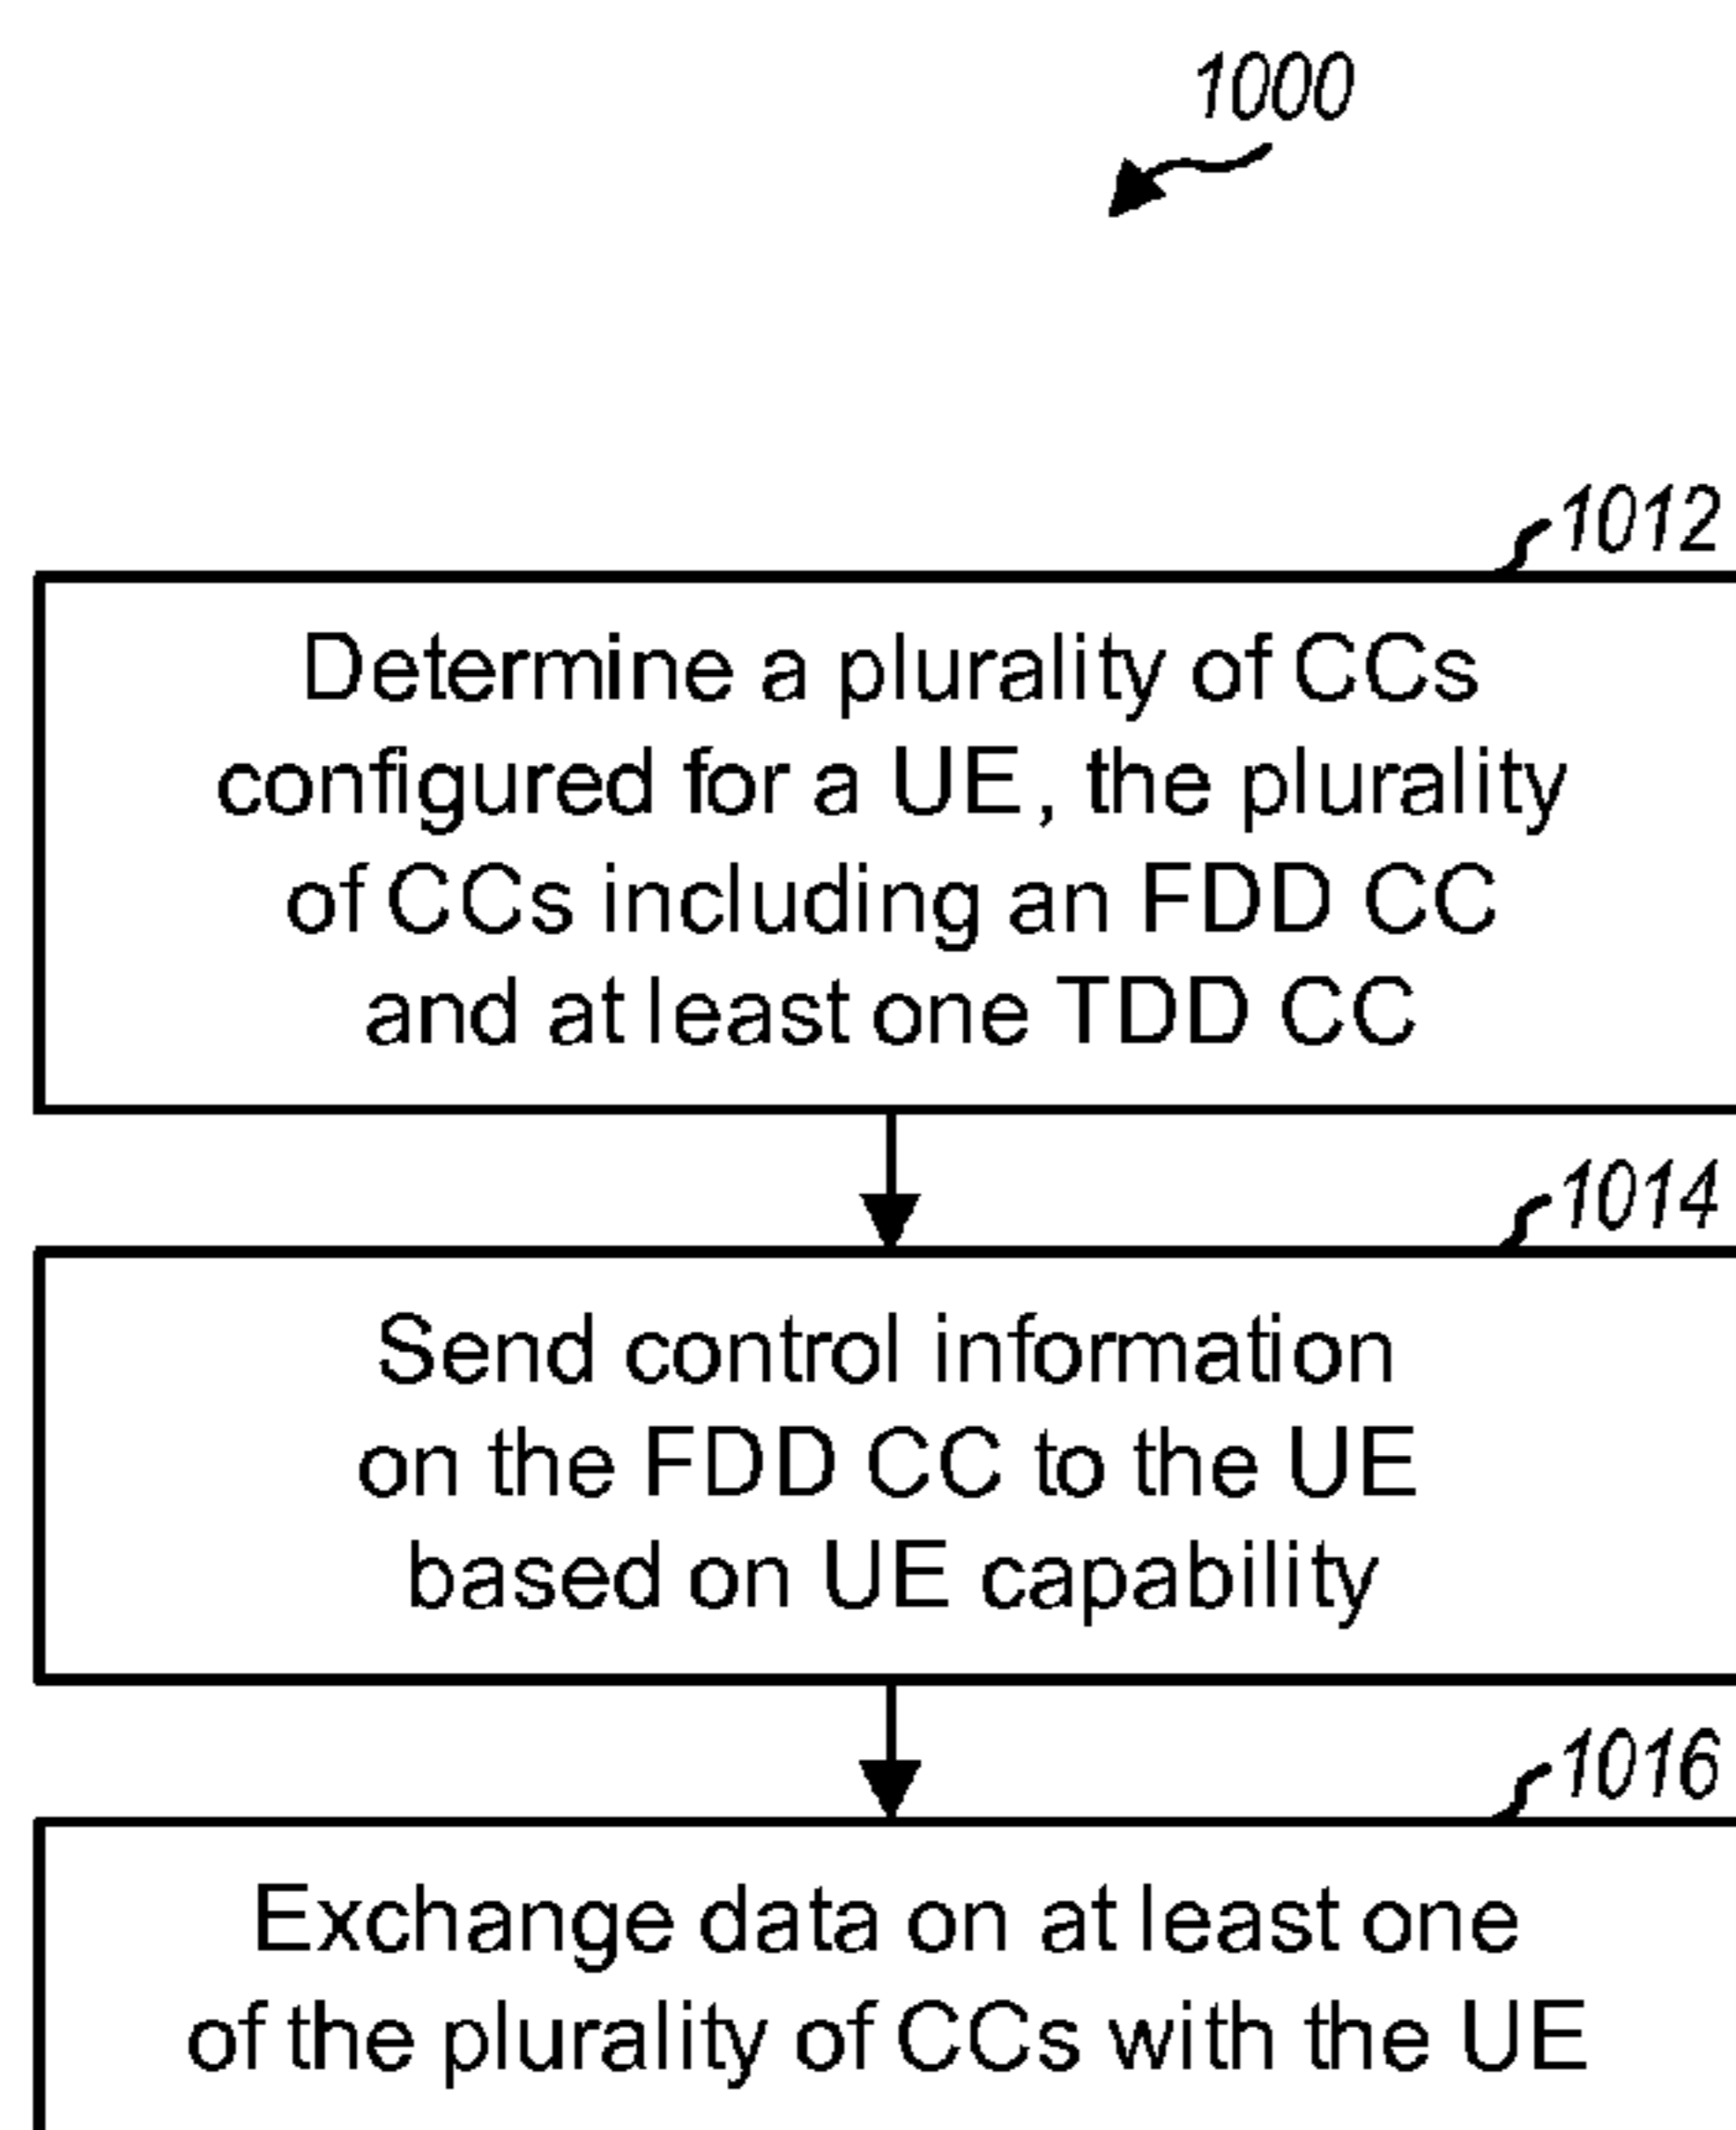 1000
1012
Determine a plurality of CCs
configured for a UE, the plurality
of CCs including an FDD CC
and at least one TDD CC
1014
Send control information
on the FDD CC to the UE
based on UE capability
1016
Exchange data on at least one
of the plurality of CCs with the UE